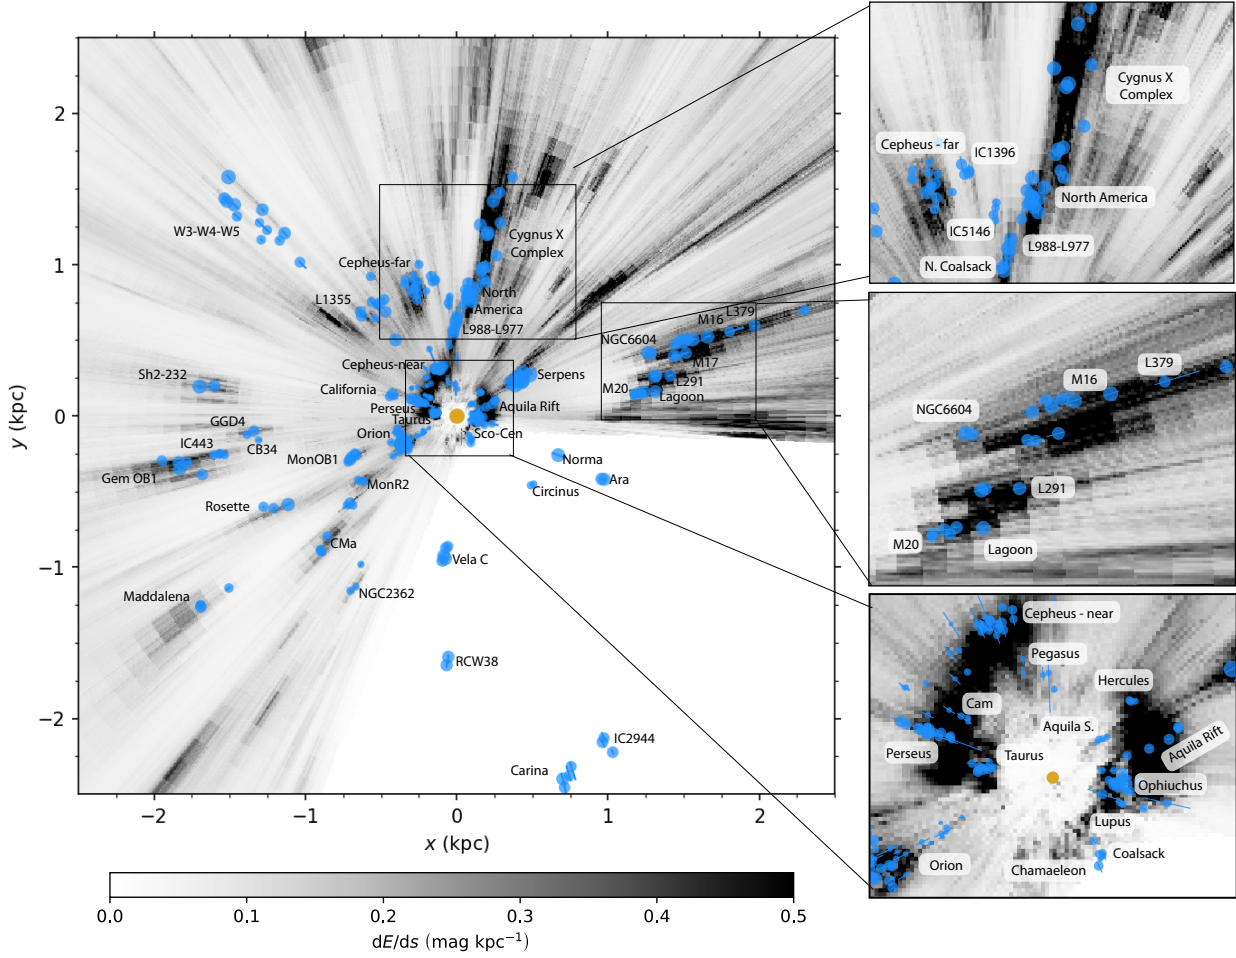 Cygnus X
Complex
Cepheus - far
IC1396
North America
IC5146
L988-L977
N. Coalsack
2
W3-W4-W5
Cygnus X
Complex
Cepheus-far
1
L1355
North
America
L988-L977
L379
M16
NGC6604
M17
Cepheus-near
Serpens
Sh2-232
California
L291
M20
Lagoon
Perseus
Aquila Rift
0
Taurus
GGD4
Orion
Sco-Cen
IC443
CB34
MonOB1
Norma
Gem OB1
MonR2
Ara
Circinus
Rosette
CMa
Vela C
−1
Maddalena
NGC2362
RCW38
−2
IC2944
Carina
y (kpc)
−2
−1
0
1
2
x (kpc)
L379
M16
NGC6604
L291
M20
Lagoon
Cepheus - near
Pegasus
Hercules
Cam
Aquila S.
Perseus
Taurus
Aquila Rift
Ophiuchus
Lupus
Coalsack
Orion
Chamaeleon
0.0
0.1
0.2
0.3
0.4
0.5
dE/ds (mag kpc⁻¹)